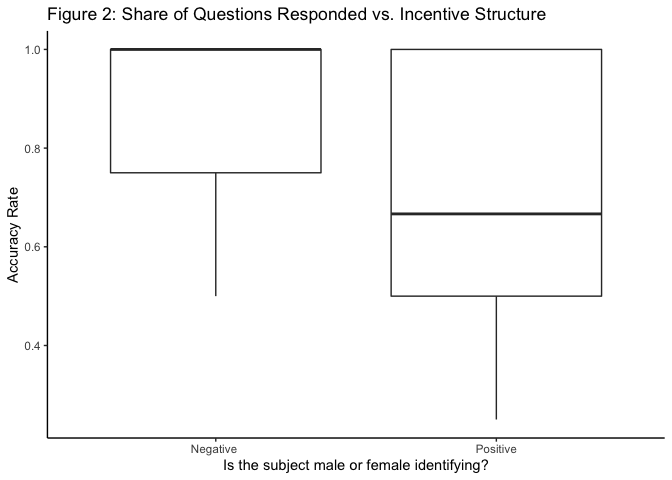 Figure 2: Share of Questions Responded vs. Incentive Structure
Accuracy Rate
1.0
0.8
0.6
0.4
Negative
Positive
Is the subject male or female identifying?